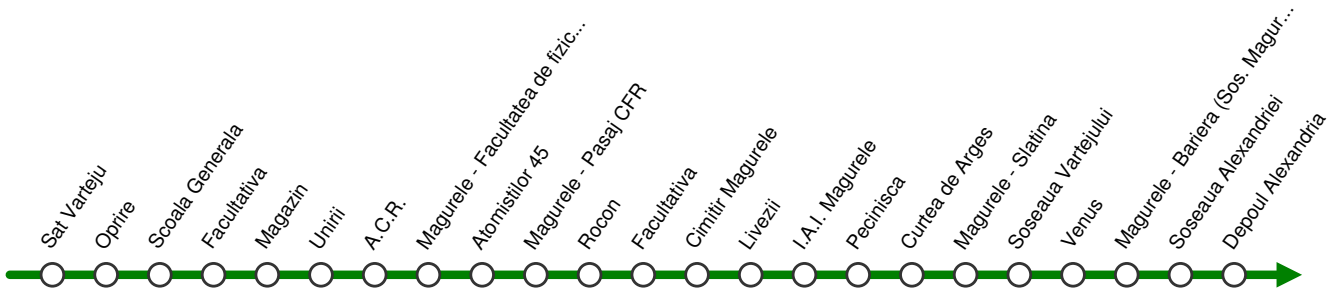 Sat Varteju
Oprire
Scoala Generala
Facultativa
Magazin
Unirii
A.C.R.
Magurele - Facultatea de fizic...
Atomistilor 45
Magurele - Pasaj CFR
Rocon
Facultativa
Cimitir Magurele
Livezii
I.A.I. Magurele
Pecinisca
Curtea de Arges
Magurele - Slatina
Soseaua Vartejului
Venus
Magurele - Bariera (Sos. Magur...
Soseaua Alexandriei
Depoul Alexandria